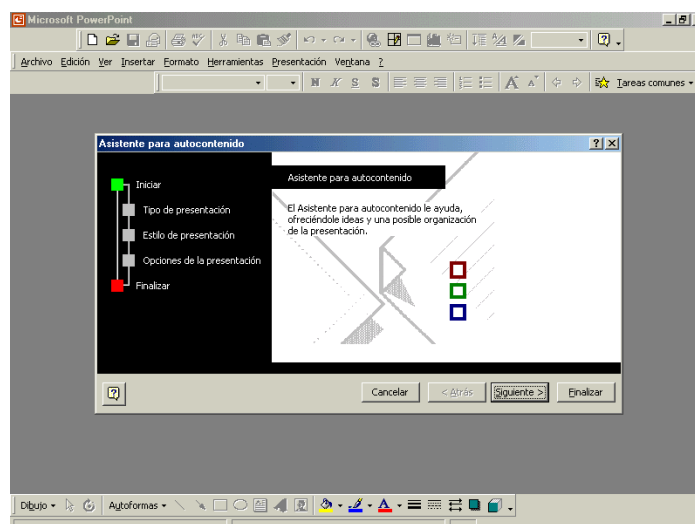 Microsoft PowerPoint
Archivo Edición Ver Insertar Formato Herramientas Presentación Ventana ?
N K S S Tareas comunes
Asistente para autocontenido
Iniciar
Tipo de presentación
Estilo de presentación
Opciones de la presentación
Finalizar
Asistente para autocontenido
El Asistente para autocontenido le ayuda,
ofreciéndole ideas y una posible organización
de la presentación.
Cancelar < Atrás Siguiente > Finalizar
Dibujo Autoformas